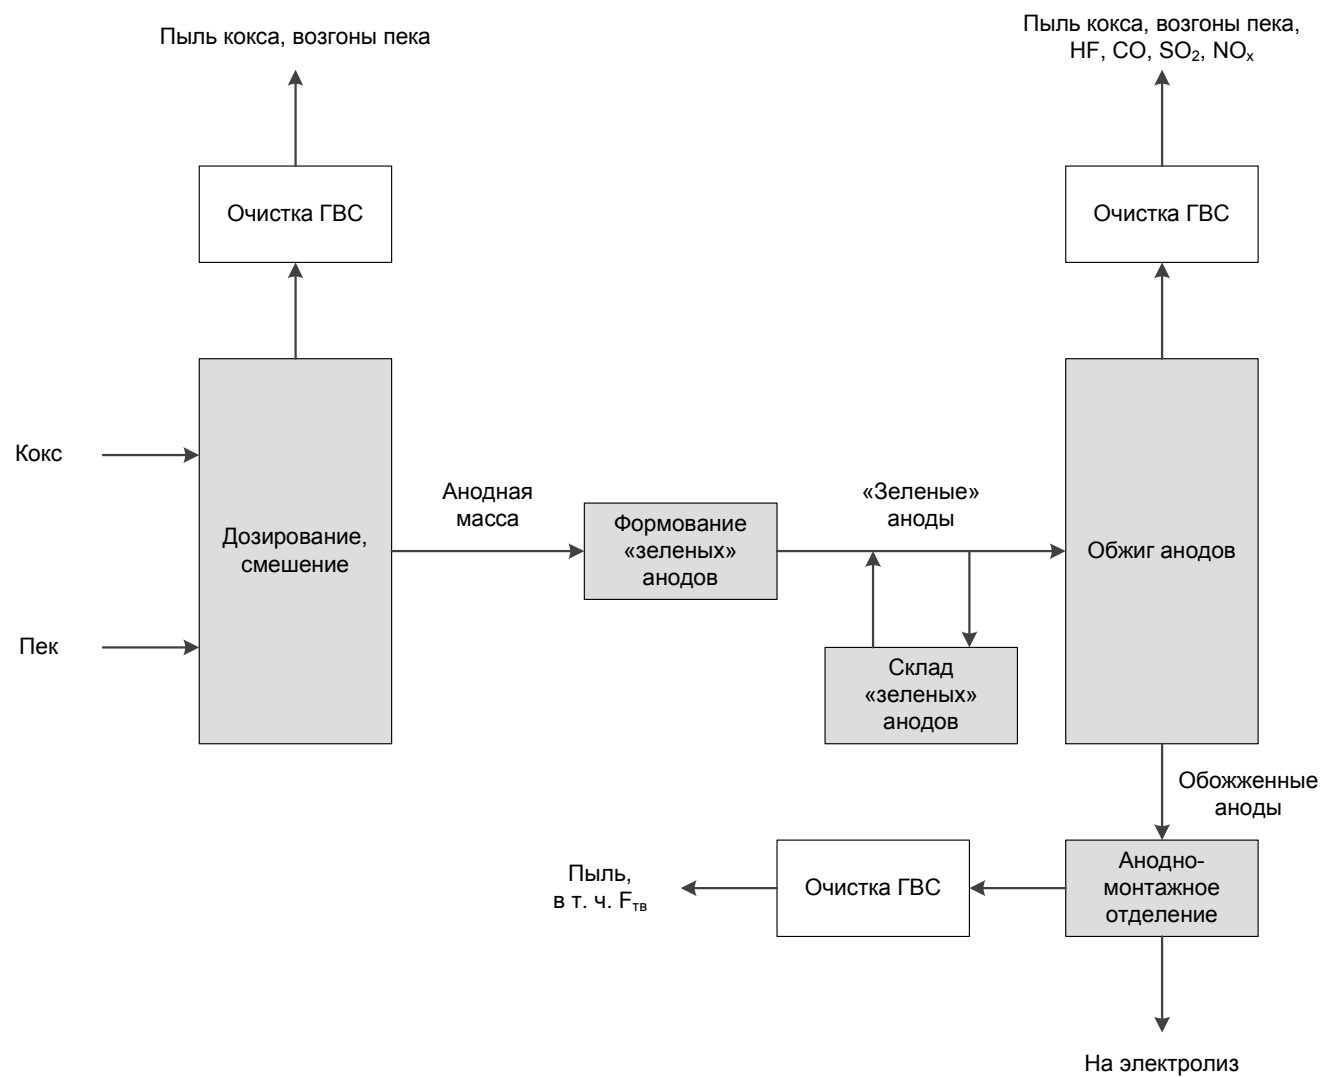 Пыль кокса, возгоны пека
Пыль кокса, возгоны пека,
HF, CO, SO₂, NOₓ
Очистка ГВС
Очистка ГВС
Кокс
Пек
Дозирование,
смешение
Анодная
масса
Формование
«зеленых»
анодов
«Зеленые»
аноды
Обжиг анодов
Склад
«зеленых»
анодов
Обожженные
аноды
Пыль,
в т. ч. Fтв
Очистка ГВС
Анодно-
монтажное
отделение
На электролиз